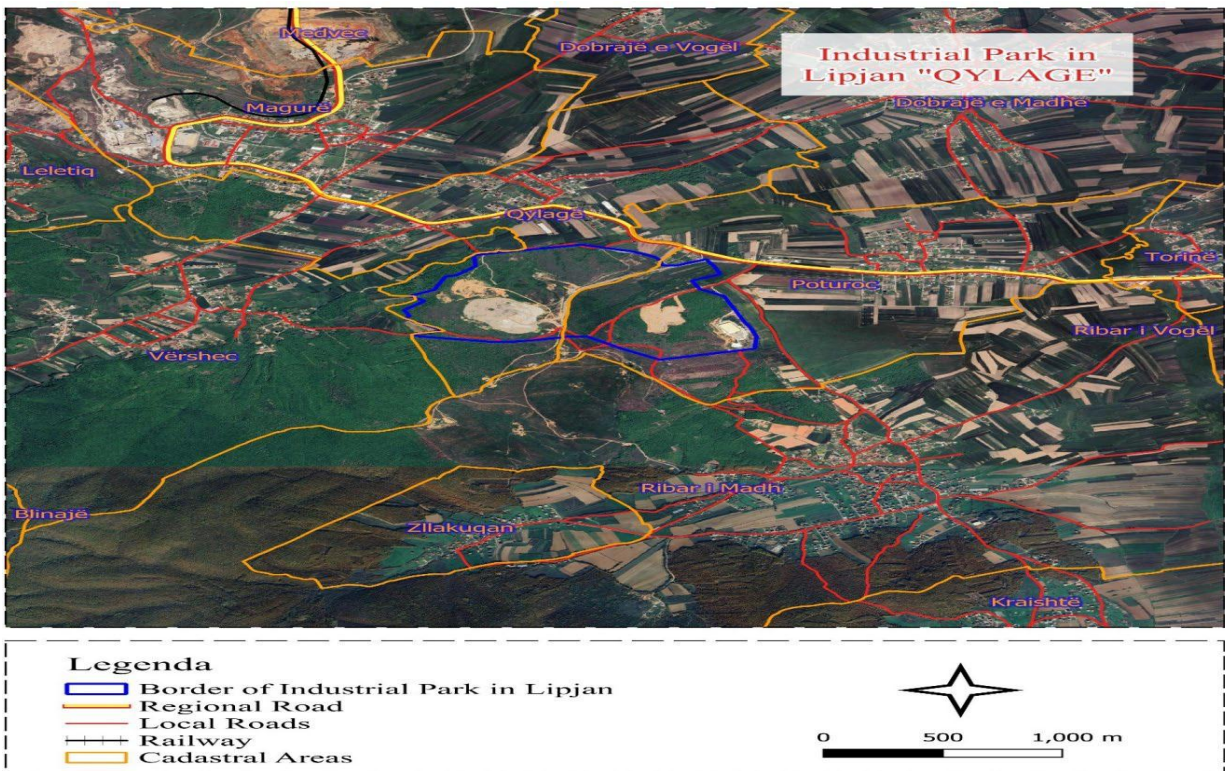 Medvec
Dobrajë e Vogël
Industrial Park in
Lipjan "QYLAGE"
Magurë
Dobrajë e Madhe
Leletiq
Qylagë
Torinë
Poturoc
Ribar i Vogël
Vërshec
Ribar i Madh
Blinajë
Zllakuqan
Kraishtë
Legenda
Border of Industrial Park in Lipjan
Regional Road
Local Roads
Railway
Cadastral Areas
0 500 1,000 m